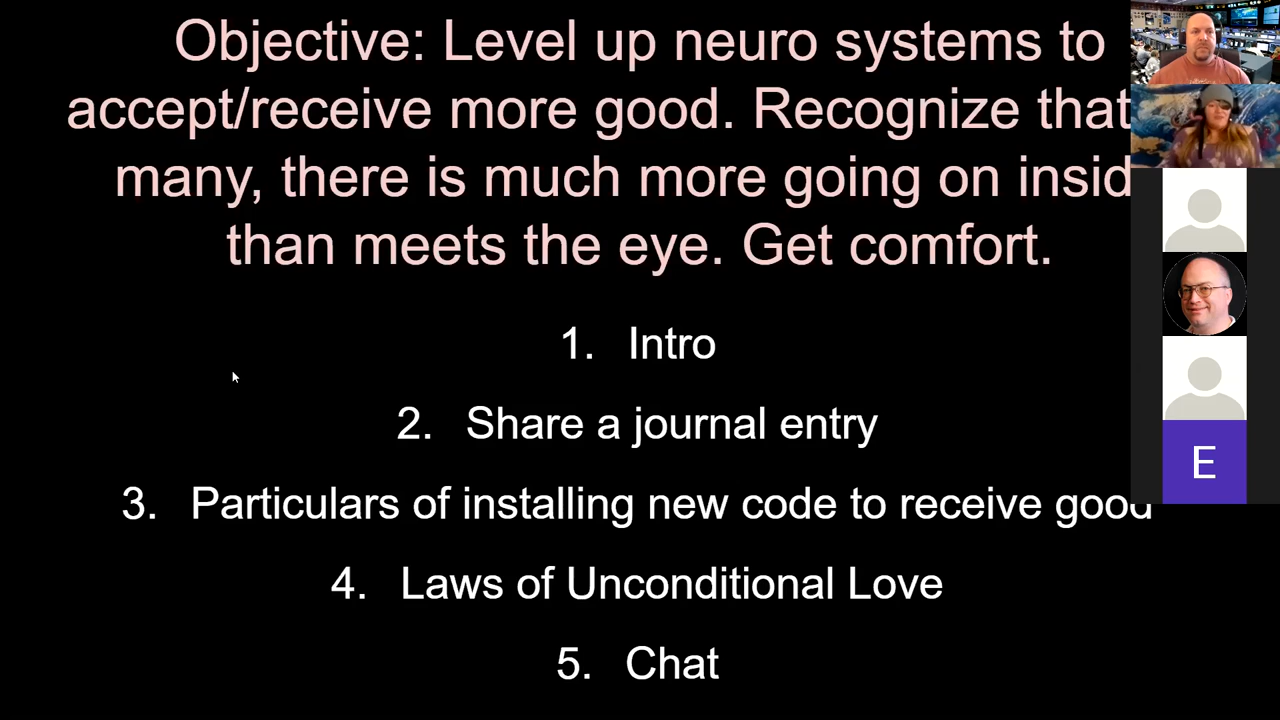 Objective: Level up neuro systems to
accept/receive more good. Recognize that
many, there is much more going on insid
than meets the eye. Get comfort.
1. Intro
2. Share a journal entry
3. Particulars of installing new code to receive good
4. Laws of Unconditional Love
5. Chat
E